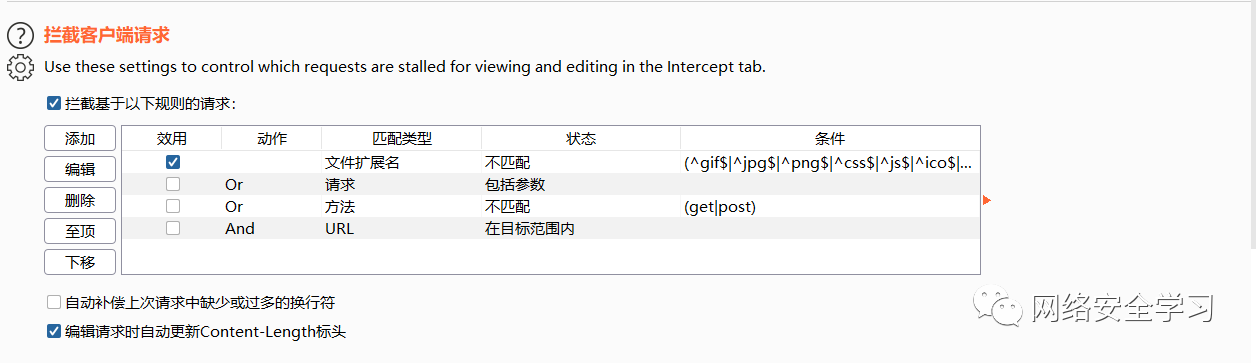 拦截客户端请求
Use these settings to control which requests are stalled for viewing and editing in the Intercept tab.
拦截基于以下规则的请求:
添加
编辑
删除
至顶
下移
效用 动作 匹配类型 状态 条件
文件扩展名 不匹配 (^gif$|^jpg$|^png$|^css$|^js$|^ico$|...
Or 请求 包括参数
Or 方法 不匹配 (get|post)
And URL 在目标范围内
自动补偿上次请求中缺少或过多的换行符
编辑请求时自动更新Content-Length标头
网络安全学习